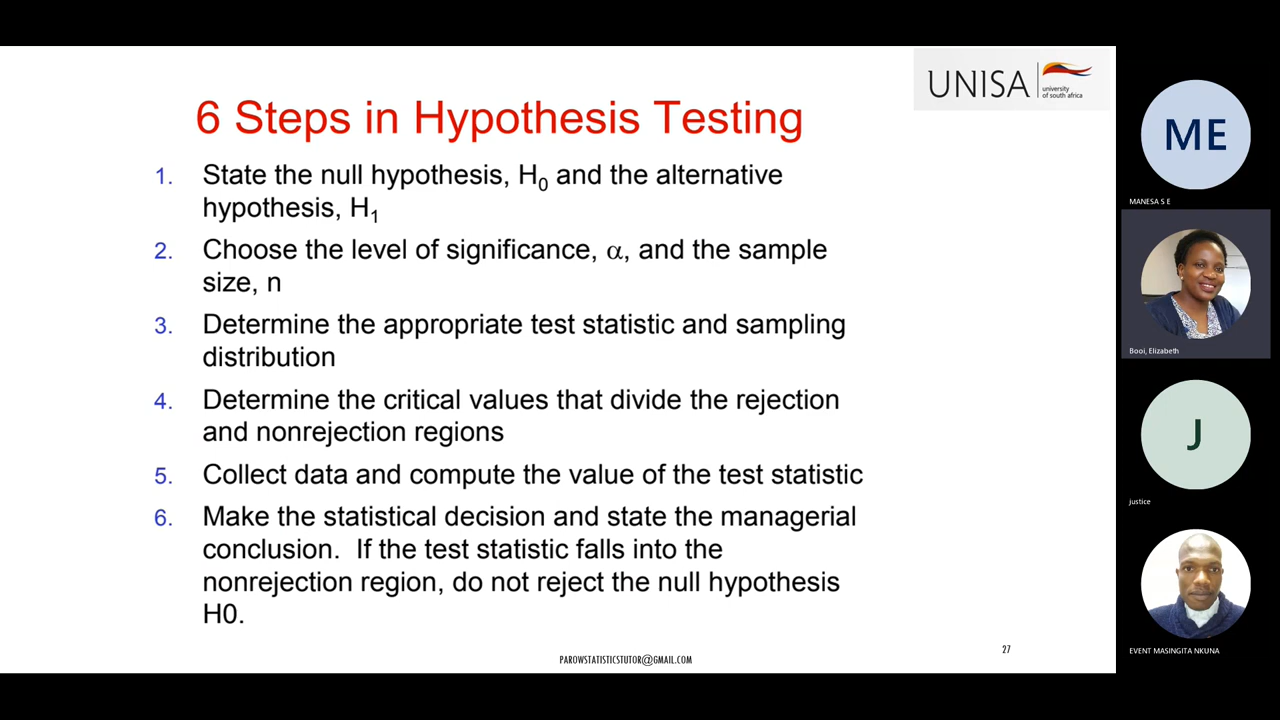 UNISA
university
of south africa
6 Steps in Hypothesis Testing
1. State the null hypothesis, H0 and the alternative
hypothesis, H1
2. Choose the level of significance, α, and the sample
size, n
3. Determine the appropriate test statistic and sampling
distribution
4. Determine the critical values that divide the rejection
and nonrejection regions
5. Collect data and compute the value of the test statistic
6. Make the statistical decision and state the managerial
conclusion. If the test statistic falls into the
nonrejection region, do not reject the null hypothesis
H0.
27
PAROWSTATISTICSTUTOR@GMAIL.COM
ME
MANESA S E
Booi, Elizabeth
J
justice
EVENT MASINGITA NKUNA